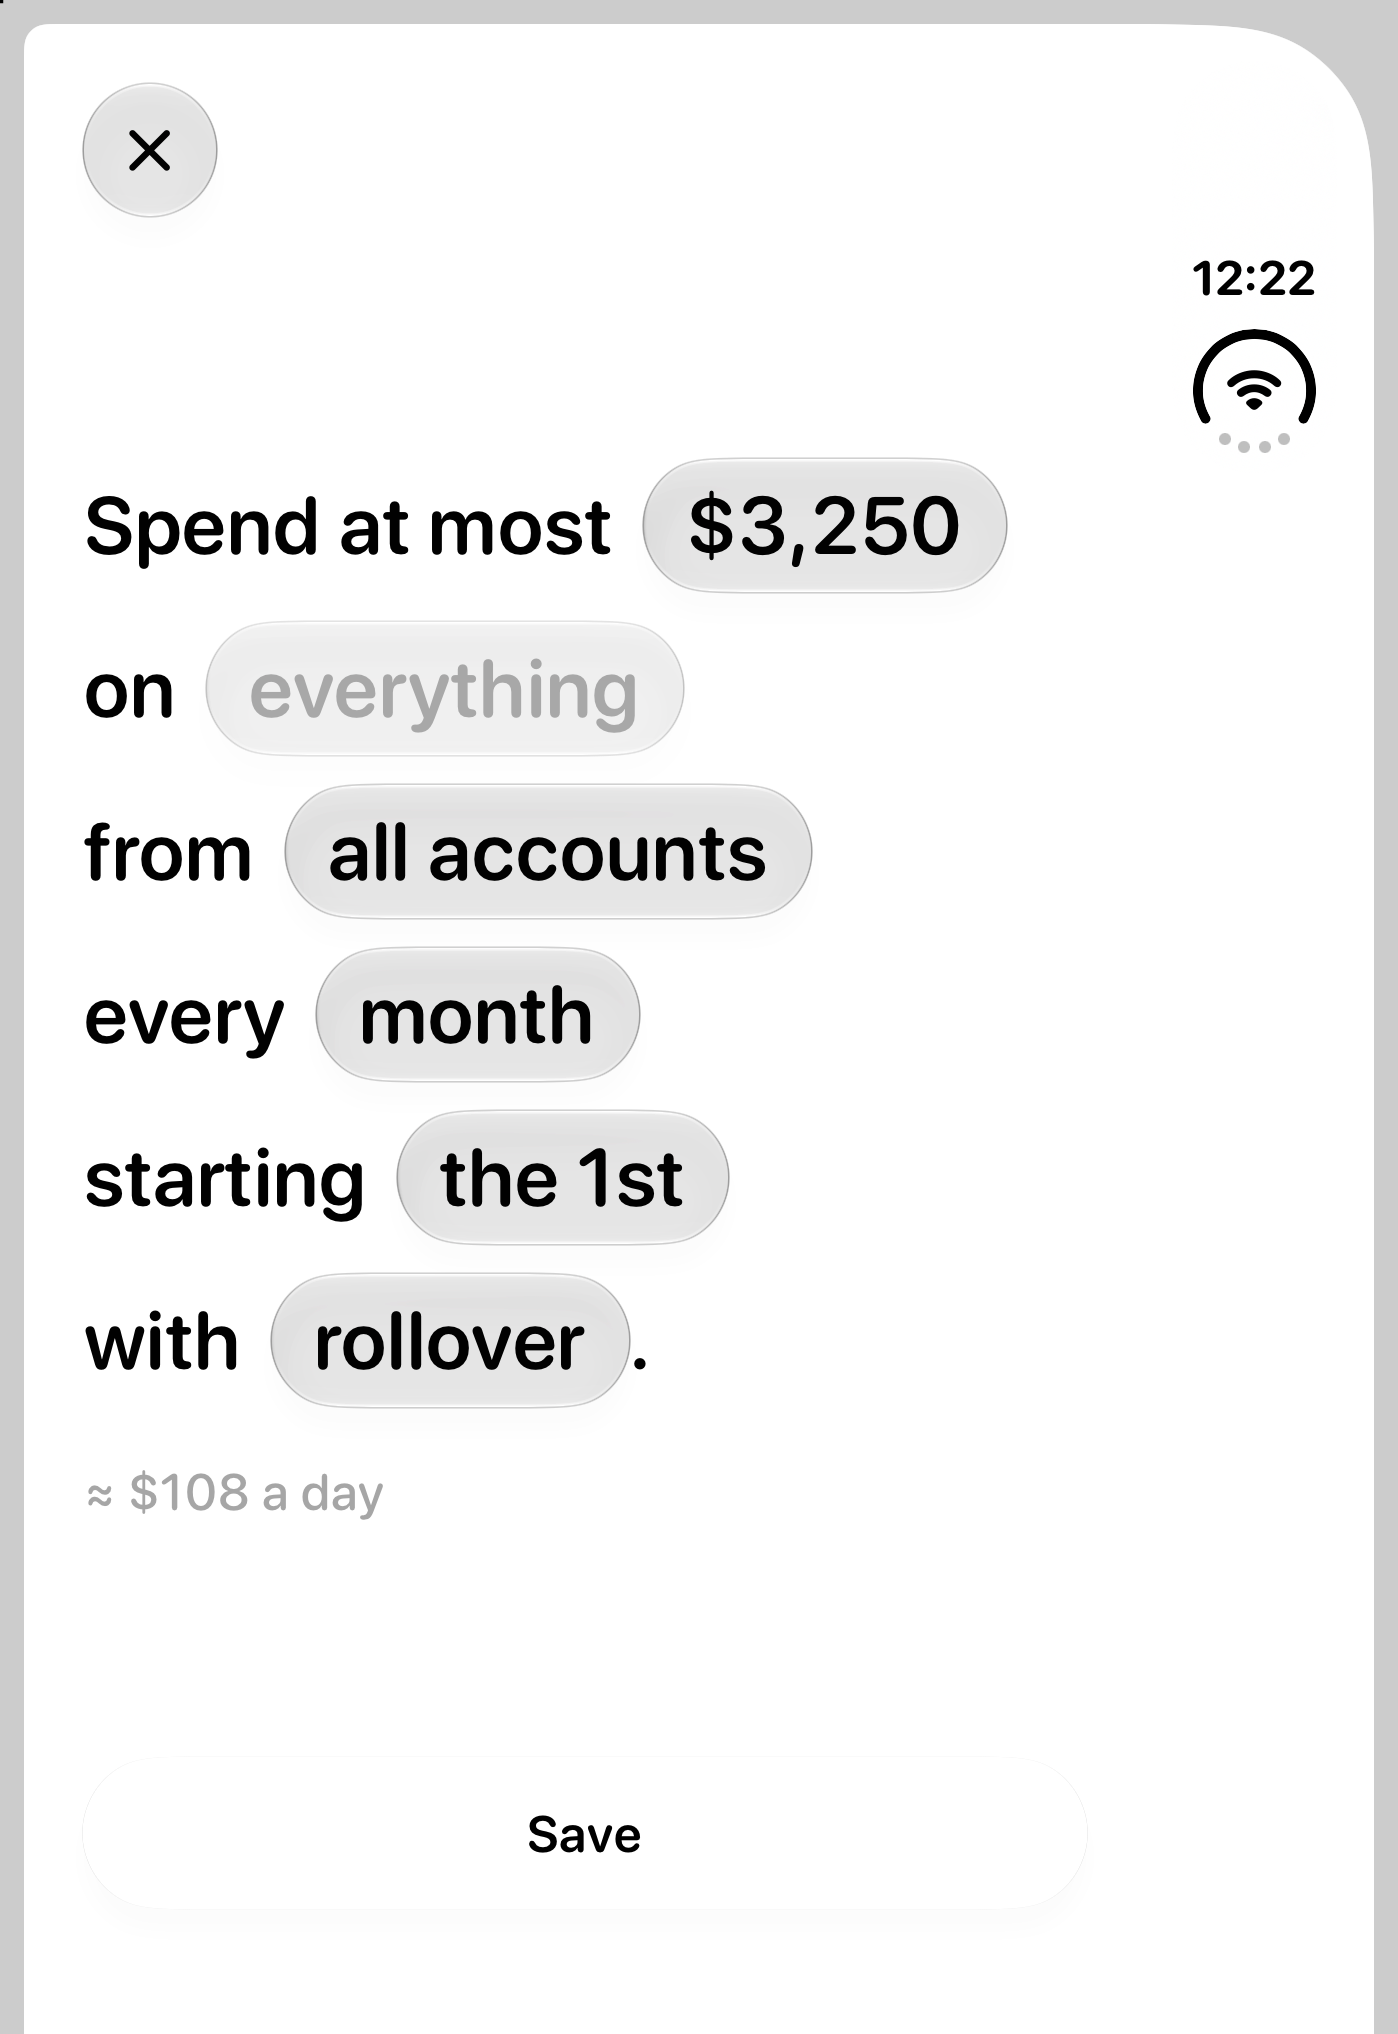 12:22
Spend at most $3,250
on everything
from all accounts
every month
starting the 1st
with rollover.
≈ $108 a day
Save